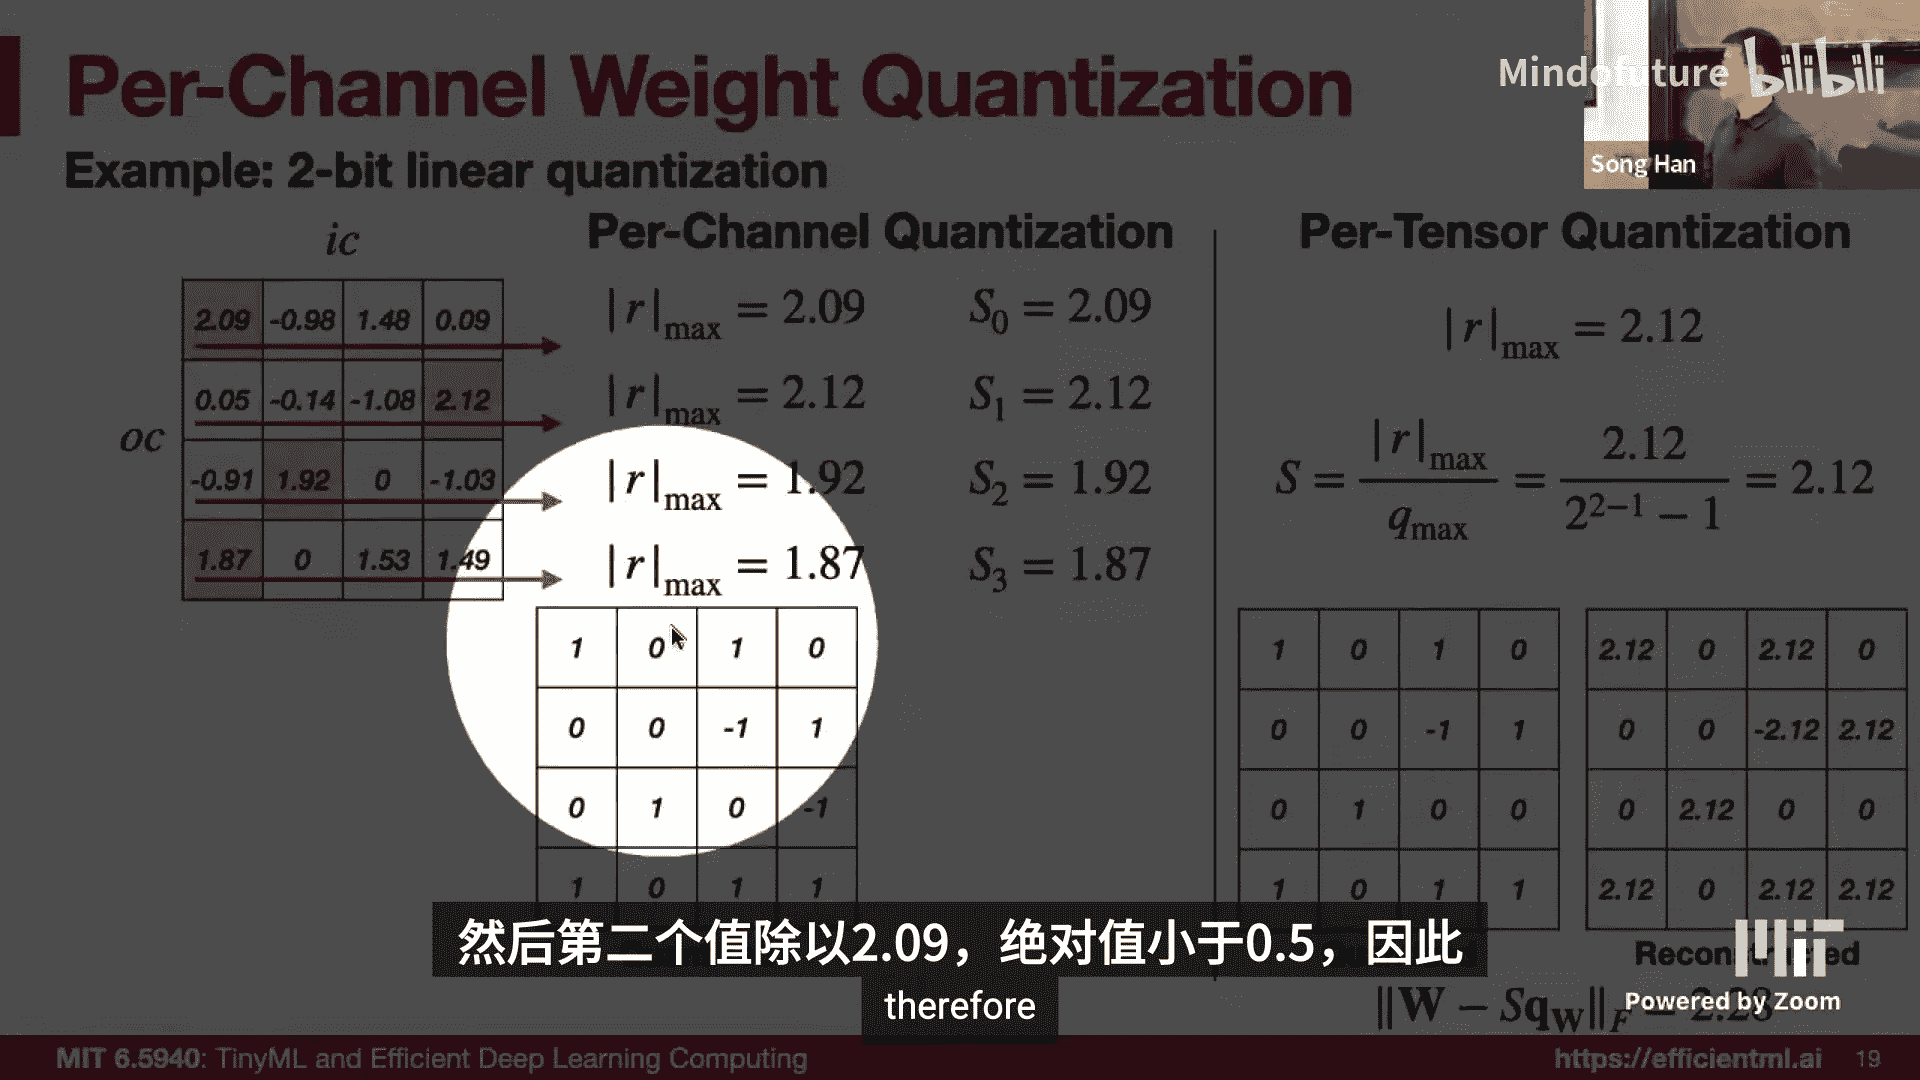 Per-Channel Weight Quantization
Mindofuture bilibili
Song Han
Example: 2-bit linear quantization
ic
oc
2.09 -0.98 1.48 0.09
0.05 -0.14 -1.08 2.12
-0.91 1.92 0 -1.03
1.87 0 1.53 1.49
Per-Channel Quantization
|r|max = 2.09 S0 = 2.09
|r|max = 2.12 S1 = 2.12
|r|max = 1.92 S2 = 1.92
|r|max = 1.87 S3 = 1.87
1 0 1 0
0 0 -1 1
0 1 0 -1
1 0 1 1
Per-Tensor Quantization
|r|max = 2.12
S = |r|max / qmax = 2.12 / 2^(2-1) − 1 = 2.12
1 0 1 0
0 0 -1 1
0 1 0 0
1 0 1 1
2.12 0 2.12 0
0 0 -2.12 2.12
0 2.12 0 0
2.12 0 2.12 2.12
然后第二个值除以2.09，绝对值小于0.5，因此
therefore
MIT
Powered by Zoom
‖W − SqW‖F = 2.28
MIT 6.5940: TinyML and Efficient Deep Learning Computing
https://efficientml.ai 19